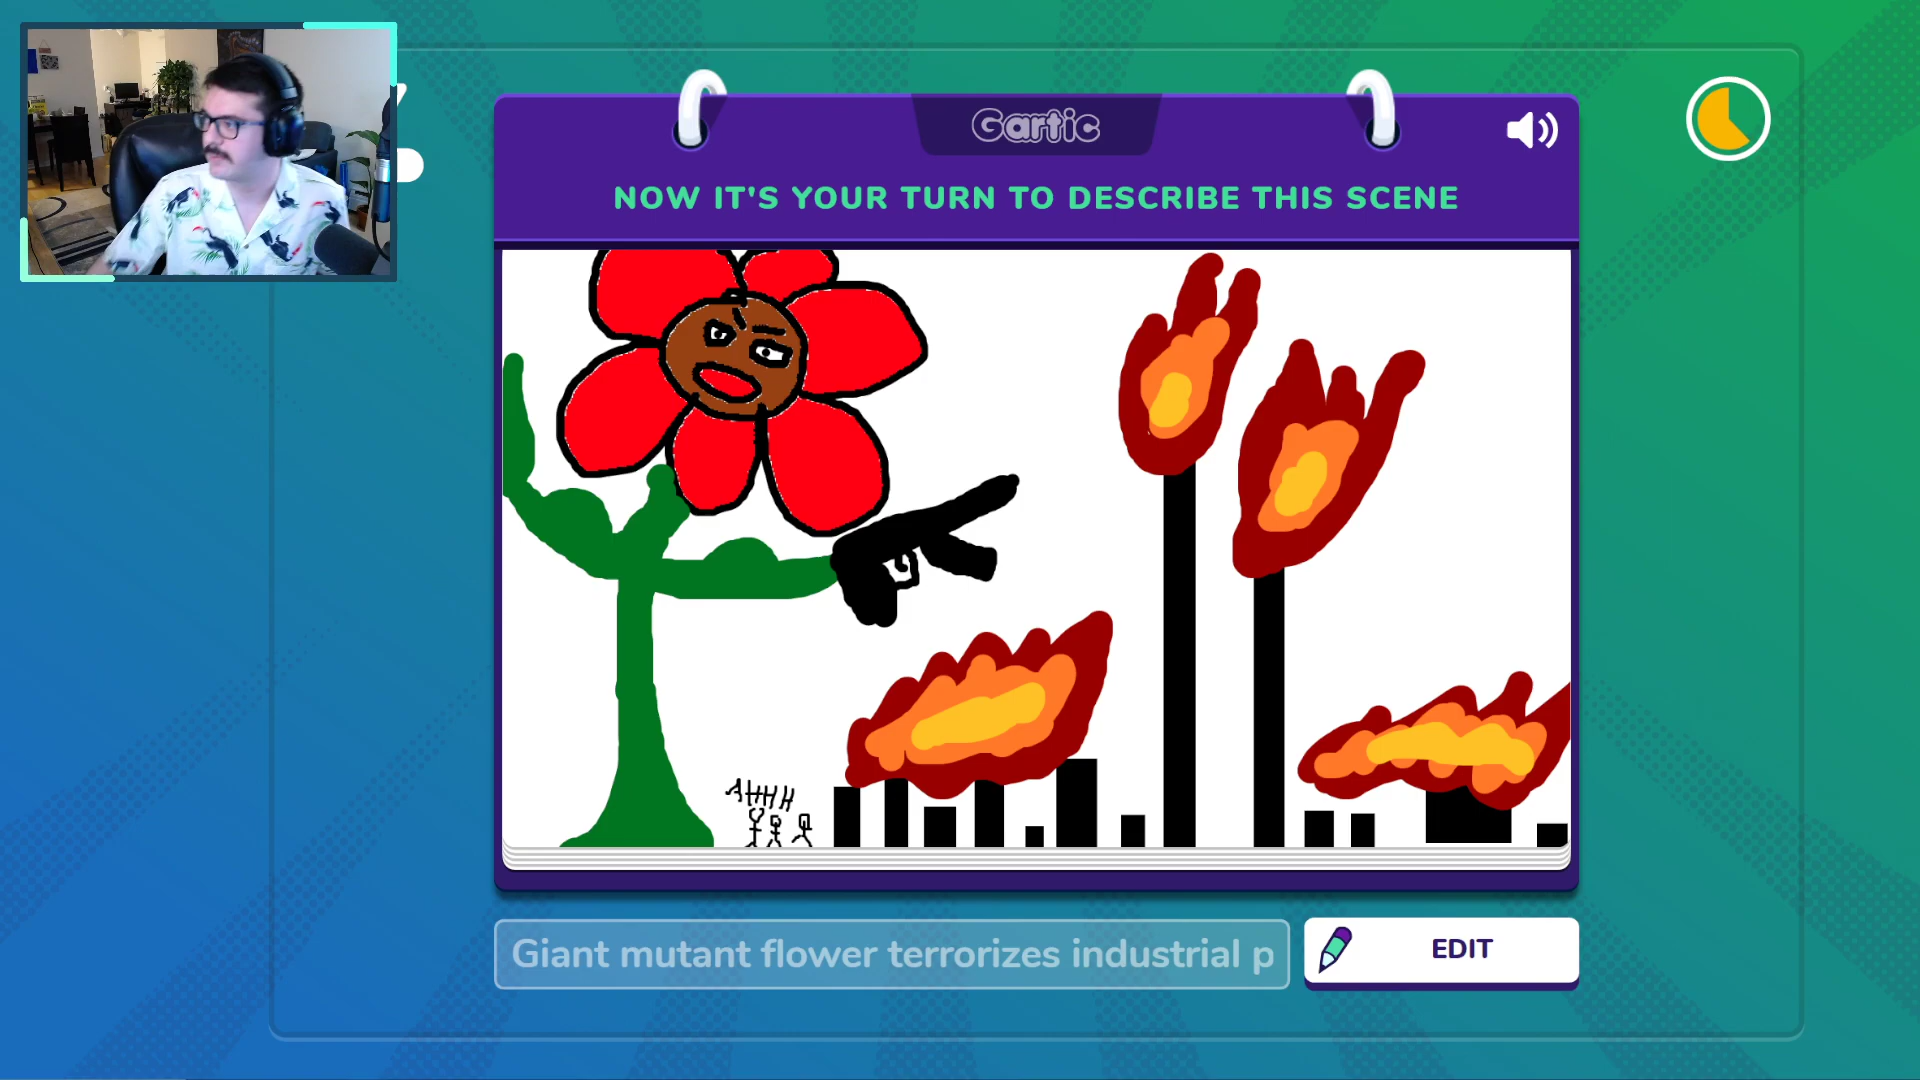 Gartic
NOW IT'S YOUR TURN TO DESCRIBE THIS SCENE
AHHH
Giant mutant flower terrorizes industrial p
EDIT